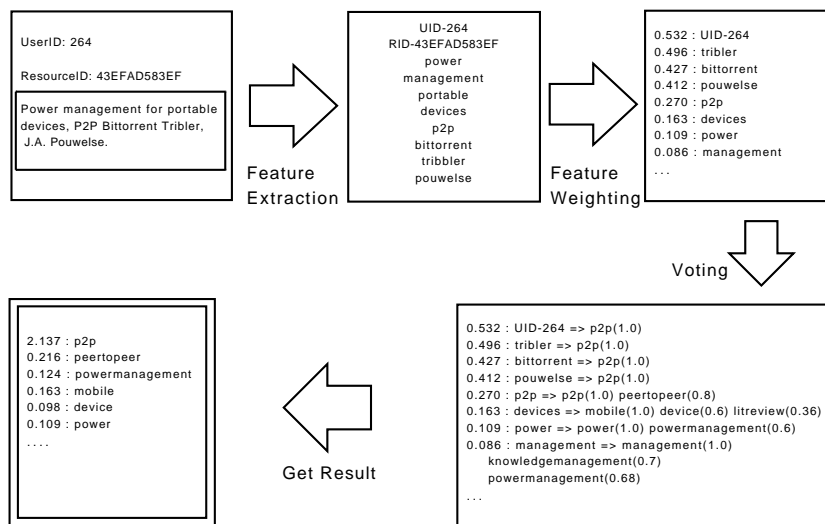 UserID: 264
ResourceID: 43EFAD583EF
Power management for portable
devices, P2P Bittorrent Tribler,
J.A. Pouwelse.
Feature
Extraction
UID-264
RID-43EFAD583EF
power
management
portable
devices
p2p
bittorrent
tribbler
pouwelse
Feature
Weighting
0.532 : UID-264
0.496 : tribler
0.427 : bittorrent
0.412 : pouwelse
0.270 : p2p
0.163 : devices
0.109 : power
0.086 : management
...
Voting
0.532 : UID-264 => p2p(1.0)
0.496 : tribler => p2p(1.0)
0.427 : bittorrent => p2p(1.0)
0.412 : pouwelse => p2p(1.0)
0.270 : p2p => p2p(1.0) peertopeer(0.8)
0.163 : devices => mobile(1.0) device(0.6) litreview(0.36)
0.109 : power => power(1.0) powermanagement(0.6)
0.086 : management => management(1.0)
knowledgemanagement(0.7)
powermanagement(0.68)
...
Get Result
2.137 : p2p
0.216 : peertopeer
0.124 : powermanagement
0.163 : mobile
0.098 : device
0.109 : power
....